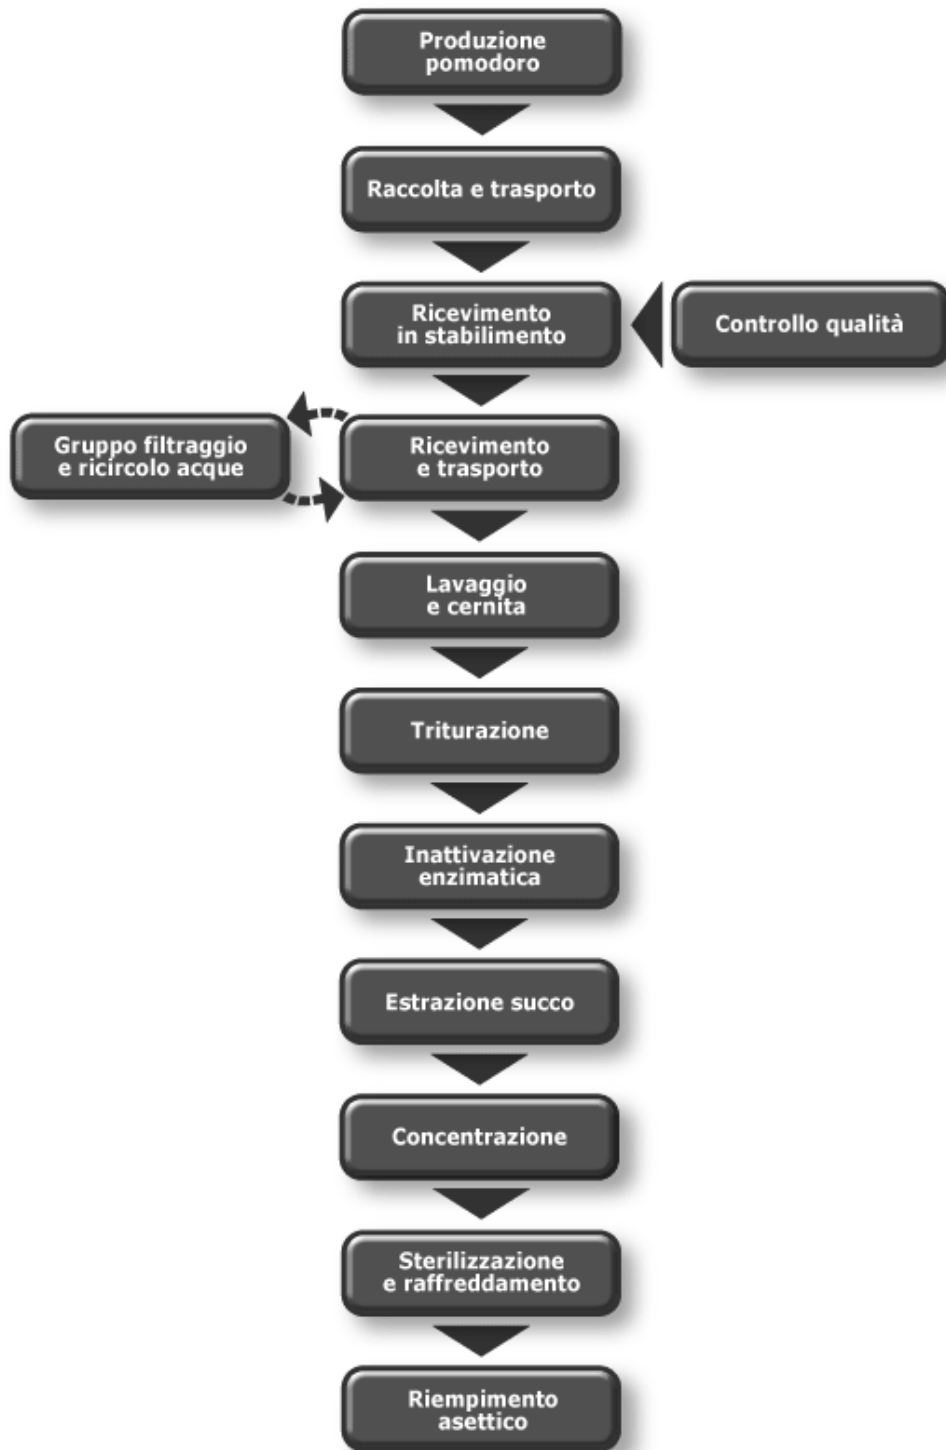 Produzione
pomodoro
Raccolta e trasporto
Ricevimento
in stabilimento
Controllo qualità
Gruppo filtraggio
e ricircolo acque
Ricevimento
e trasporto
Lavaggio
e cernita
Triturazione
Inattivazione
enzimatica
Estrazione succo
Concentrazione
Sterilizzazione
e raffreddamento
Riempimento
asettico